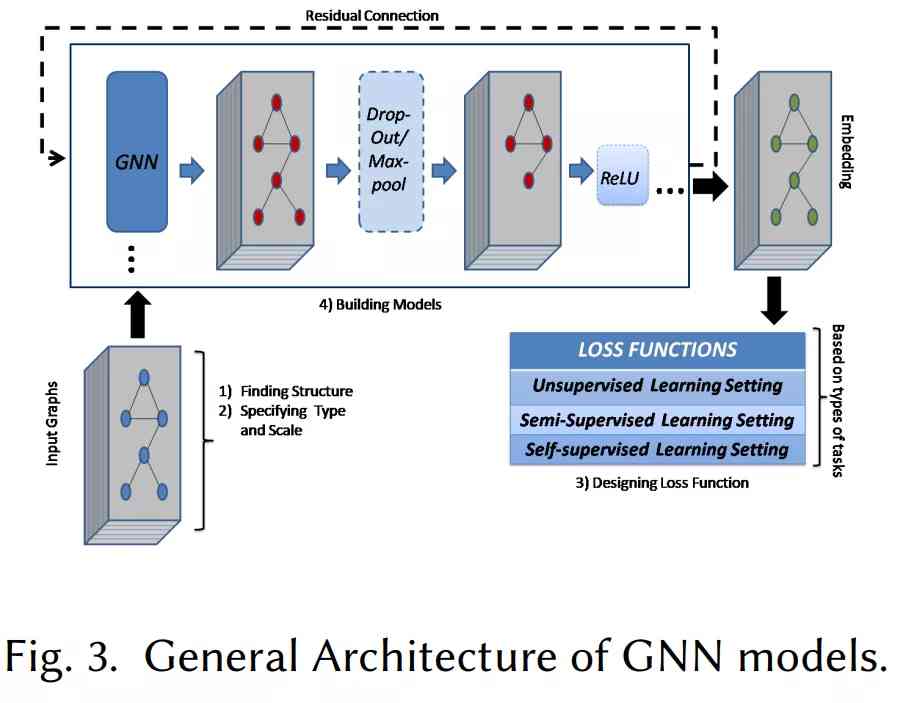 Residual Connection
GNN
Drop-
Out/
Max-
pool
ReLU
...
Embedding
...
4) Building Models
Input Graphs
1) Finding Structure
2) Specifying Type
and Scale
LOSS FUNCTIONS
Unsupervised Learning Setting
Semi-Supervised Learning Setting
Self-supervised Learning Setting
Based on types of tasks
3) Designing Loss Function
Fig. 3. General Architecture of GNN models.